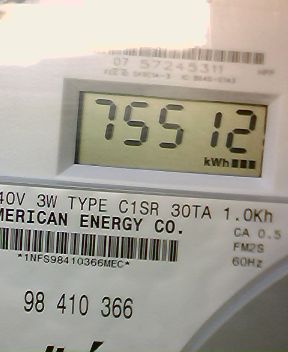 07 57245311
75512
kWh
40V 3W TYPE C1SR 30TA 1.0Kh
MERICAN ENERGY CO.
CA 0.5
FM2S
60Hz
*1NFS98410366MEC*
98 410 366